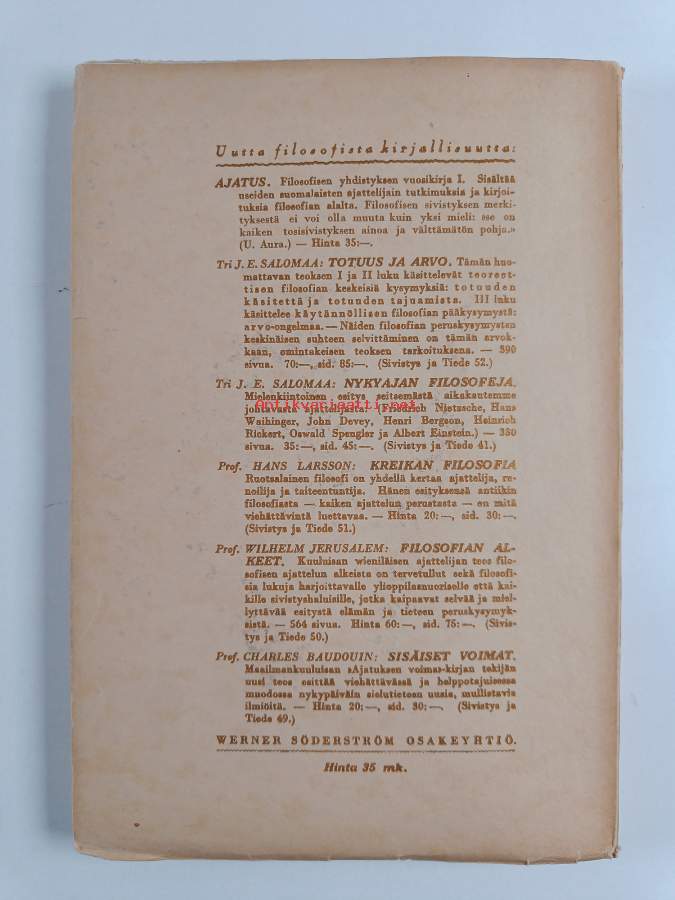 Uutta filosofista kirjallisuutta:
AJATUS. Filosofisen yhdistyksen vuosikirja I. Sisältää
useiden suomalaisten ajattelijain tutkimuksia ja kirjoi-
tuksia filosofian alalta. Filosofisen sivistyksen merki-
tyksestä ei voi olla muuta kuin yksi mieli: »se on
kaiken tosisivistyksen ainoa ja välttämätön pohja.»
(U. Aura.) — Hinta 35:—.
Tri J. E. SALOMAA: TOTUUS JA ARVO. Tämän huo-
mattavan teoksen I ja II luku käsittelevät teoreet-
tisen filosofian keskeisiä kysymyksiä: totuuden
käsitettä ja totuuden tajuamista. III luku
käsittelee käytännöllisen filosofian pääkysymystä:
arvo-ongelmaa. — Näiden filosofian peruskysymysten
keskinäisen suhteen selvittäminen on tämän arvok-
kaan, omintakeisen teoksen tarkoituksena. — 390
sivua. 70:—, sid. 85:—. (Sivistys ja Tiede 52.)
Tri J. E. SALOMAA: NYKYAJAN FILOSOFEJA.
Mielenkiintoinen esitys seitsemästä aikakautemme
johtavasta ajattelijasta. (Friedrich Nietzsche, Hans
Antikvariaatti.net
Waihinger, John Devey, Henri Bergson, Heinrich
Rickert, Oswald Spengler ja Albert Einstein.) — 380
sivua. 35:—, sid. 45:—. (Sivistys ja Tiede 41.)
Prof. HANS LARSSON: KREIKAN FILOSOFIA
Ruotsalainen filosofi on yhdellä kertaa ajattelija, ru-
noilija ja taiteentuntija. Hänen esityksensä antiikin
filosofiasta — kaiken ajattelun perustasta — on mitä
viehättävintä luettavaa. — Hinta 20:—, sid. 30:—.
(Sivistys ja Tiede 51.)
Prof. WILHELM JERUSALEM: FILOSOFIAN AL-
KEET. Kuuluisan wieniläisen ajattelijan teos filo-
sofisen ajattelun alkeista on tervetullut sekä filosofi-
sia lukuja harjoittavalle ylioppilasnuorisolle että kai-
kille sivistyshaluisille, jotka kaipaavat selvää ja miel-
lyttävää esitystä elämän ja tieteen peruskysymyk-
sistä. — 564 sivua. Hinta 60:—, sid. 75:—. (Sivis-
tys ja Tiede 50.)
Prof. CHARLES BAUDOUIN: SISÄISET VOIMAT.
Maailmankuuluisan »Ajatuksen voima»-kirjan tekijän
uusi teos esittää viehättävässä ja helppotajuisessa
muodossa nykypäiväin sielutieteen uusia, mullistavia
ilmiöitä. — Hinta 20:—, sid. 30:—. (Sivistys ja
Tiede 49.)
WERNER SÖDERSTRÖM OSAKEYHTIÖ.
Hinta 35 mk.